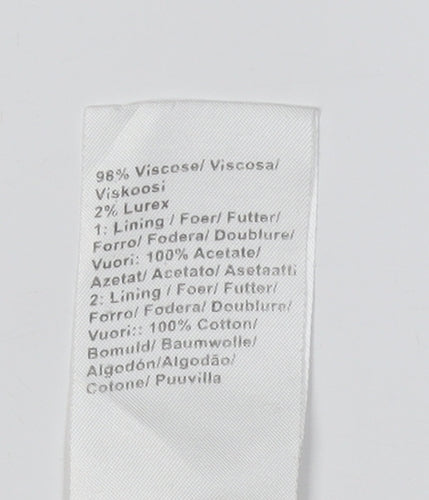 98% Viscose/ Viscosa/
Viskoosi
2% Lurex
1: Lining / Foer/ Futter/
Forro/ Fodera/ Doublure/
Vuori: 100% Acetate/
Azetat/ Acetato/ Asetaatti
2: Lining / Foer/ Futter/
Forro/ Fodera/ Doublure/
Vuori:: 100% Cotton/
Bomuld/ Baumwolle/
Algodón/Algodão/
Cotone/ Puuvilla